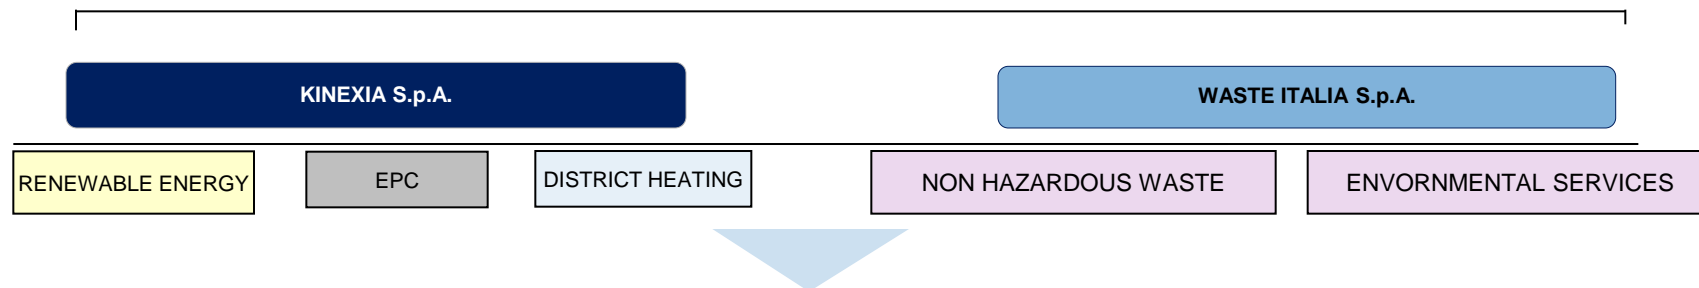 KINEXIA S.p.A.
WASTE ITALIA S.p.A.
RENEWABLE ENERGY
EPC
DISTRICT HEATING
NON HAZARDOUS WASTE
ENVORNMENTAL SERVICES